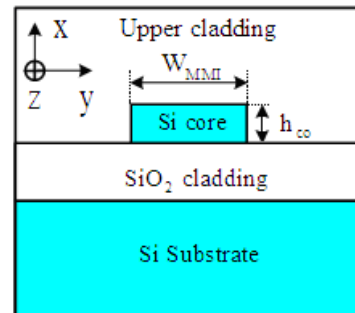 X
Upper cladding
W_MMI
Z
y
Si core
h_co
SiO₂ cladding
Si Substrate